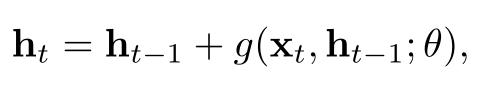 h_t = h_{t−1} + g(x_t, h_{t−1}; θ),